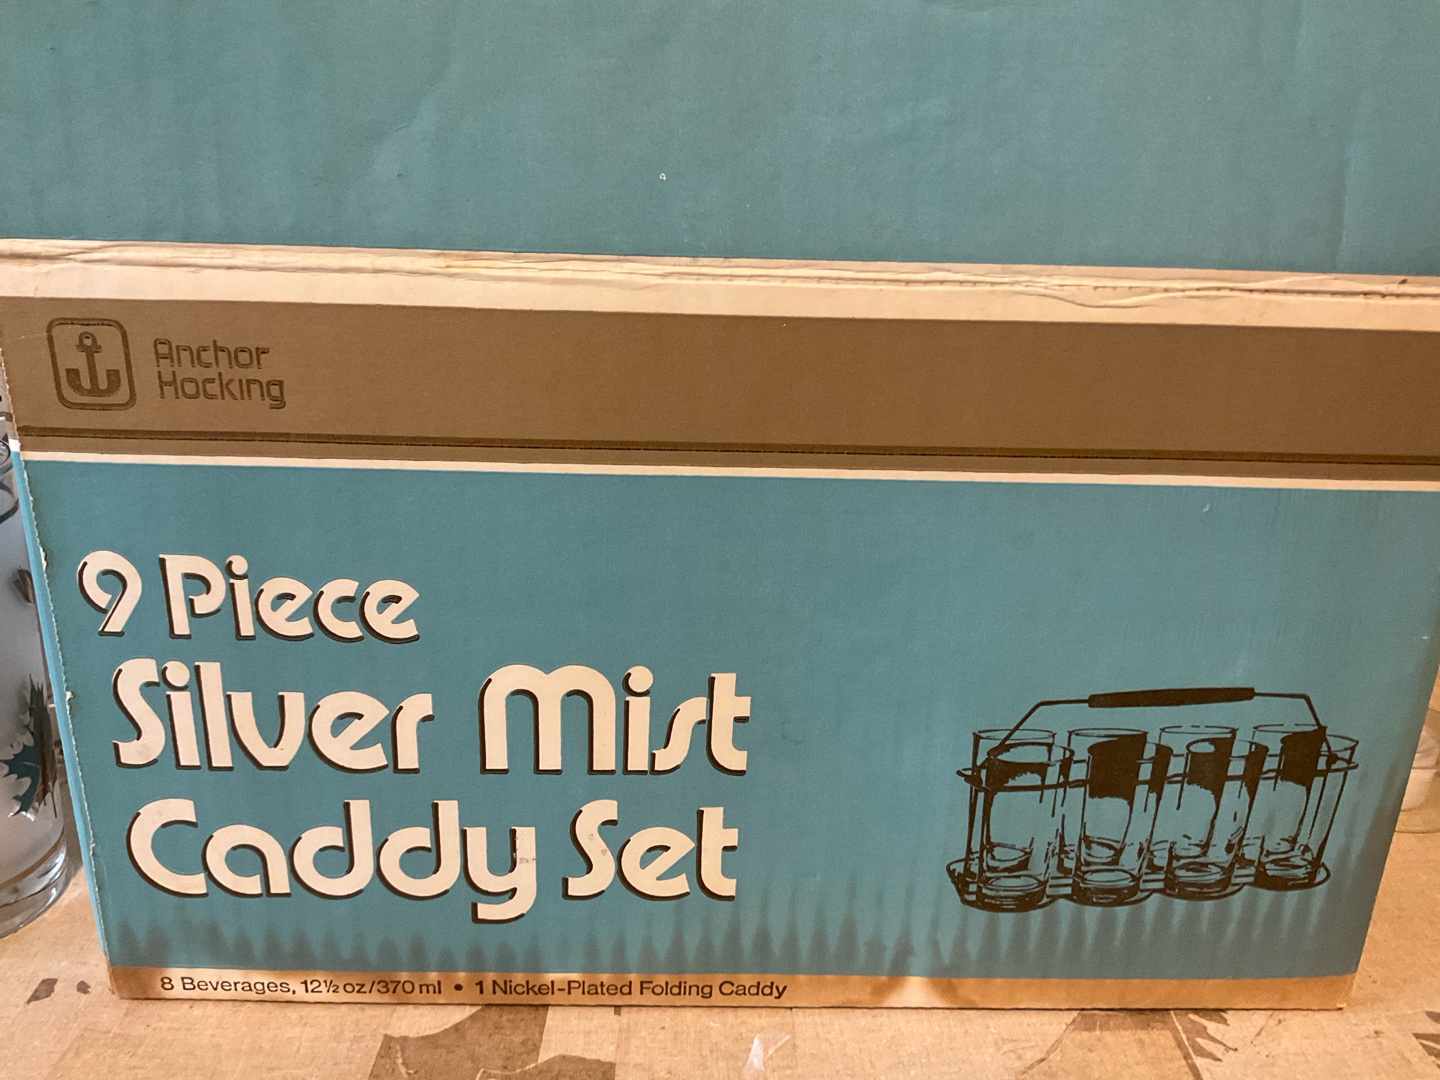 Anchor
Hocking
9 Piece
Silver Mist
Caddy Set
8 Beverages, 12½ oz/370 ml • 1 Nickel-Plated Folding Caddy